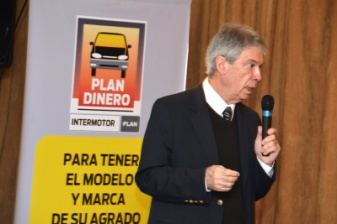 PLAN
DINERO
INTERMOTOR PLAN
PARA TENER
EL MODELO
Y MARCA
DE SU AGRADO